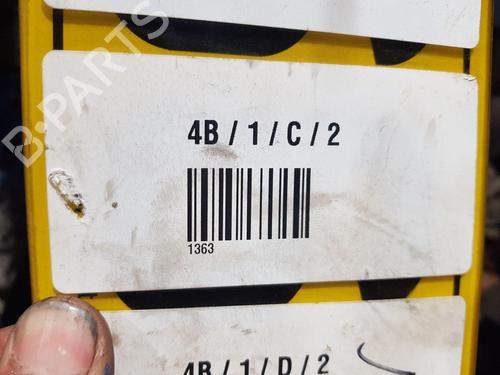 B-PARTS
4B / 1 / C / 2
1363
4B / 1 / D / 2